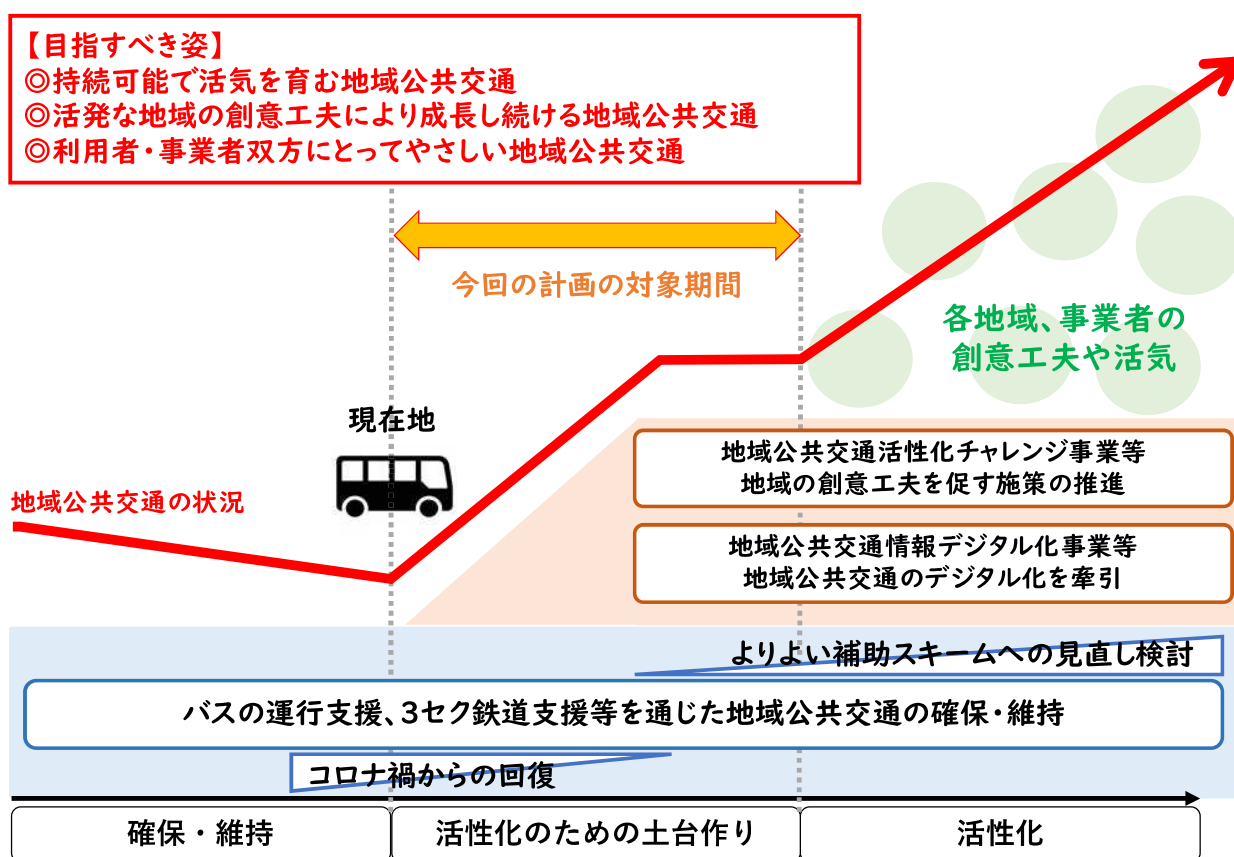 【目指すべき姿】
◎持続可能で活気を育む地域公共交通
◎活発な地域の創意工夫により成長し続ける地域公共交通
◎利用者・事業者双方にとってやさしい地域公共交通
今回の計画の対象期間
各地域、事業者の
創意工夫や活気
現在地
地域公共交通の状況
地域公共交通活性化チャレンジ事業等
地域の創意工夫を促す施策の推進
地域公共交通情報デジタル化事業等
地域公共交通のデジタル化を牽引
よりよい補助スキームへの見直し検討
バスの運行支援、3セク鉄道支援等を通じた地域公共交通の確保・維持
コロナ禍からの回復
確保・維持
活性化のための土台作り
活性化